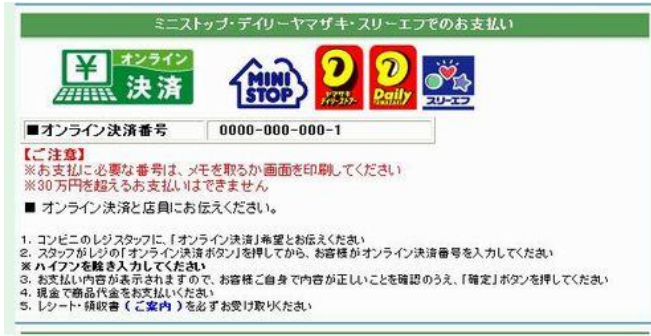 ミニストップ・デイリーヤマザキ・スリーエフでのお支払い
¥ オンライン
決済
MINI
STOP
ヤマザキ
デイリーストアー
Daily
YAMAZAKI
スリーエフ
■オンライン決済番号 0000-000-000-1
【ご注意】
※お支払に必要な番号は、メモを取るか画面を印刷してください
※30万円を超えるお支払いはできません
■ オンライン決済と店員にお伝えください。
1. コンビニのレジスタッフに、「オンライン決済」希望とお伝えください
2. スタッフがレジの「オンライン決済ボタン」を押してから、お客様がオンライン決済番号を入力してください
※ ハイフンを除き入力してください
3. お支払い内容が表示されますので、お客様ご自身で内容が正しいことを確認のうえ、「確定」ボタンを押してください
4. 現金で商品代金をお支払いください
5. レシート・領収書（ご案内）を必ずお受け取りください